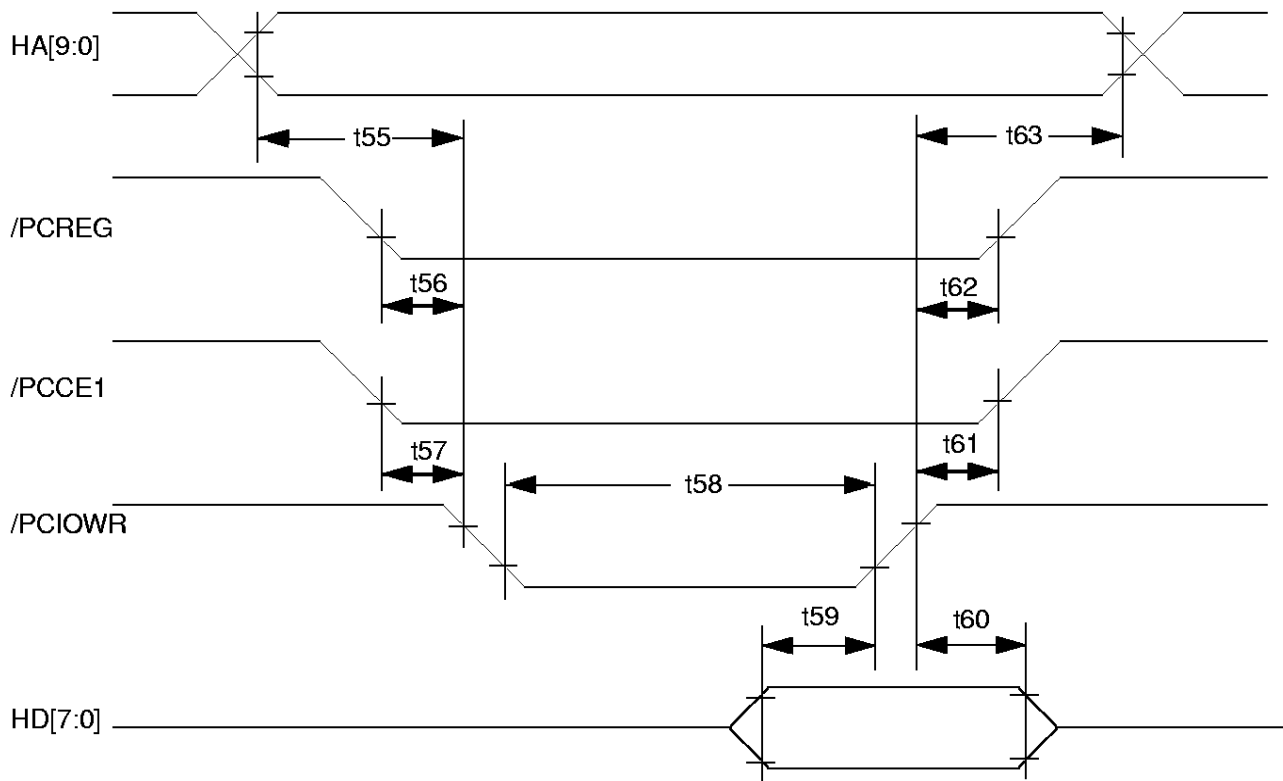 HA[9:0]
t55
t63
/PCREG
t56
t62
/PCCE1
t57
t61
t58
/PCIOWR
t59
t60
HD[7:0]